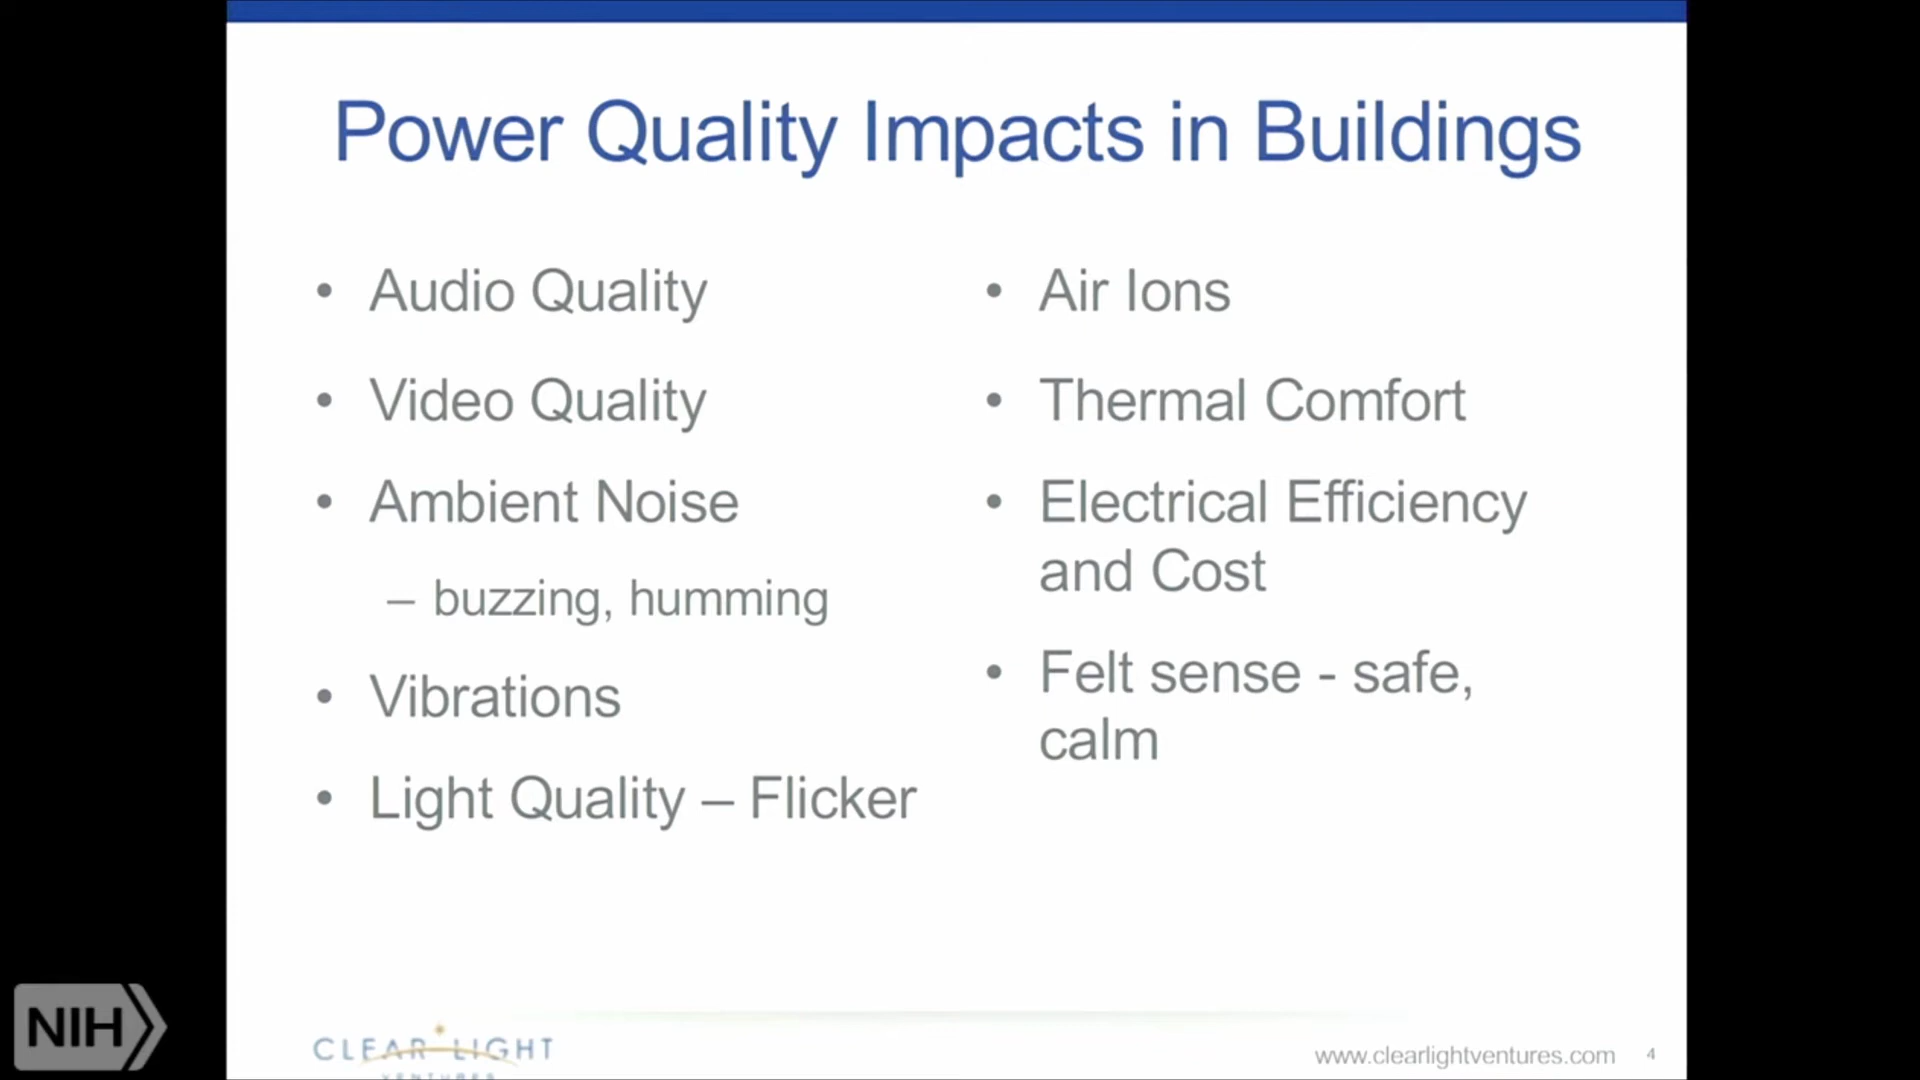 Power Quality Impacts in Buildings
• Audio Quality
• Video Quality
• Ambient Noise
– buzzing, humming
• Vibrations
• Light Quality – Flicker
• Air Ions
• Thermal Comfort
• Electrical Efficiency
and Cost
• Felt sense - safe,
calm
NIH
CLEAR LIGHT
VENTURES
www.clearlightventures.com 4